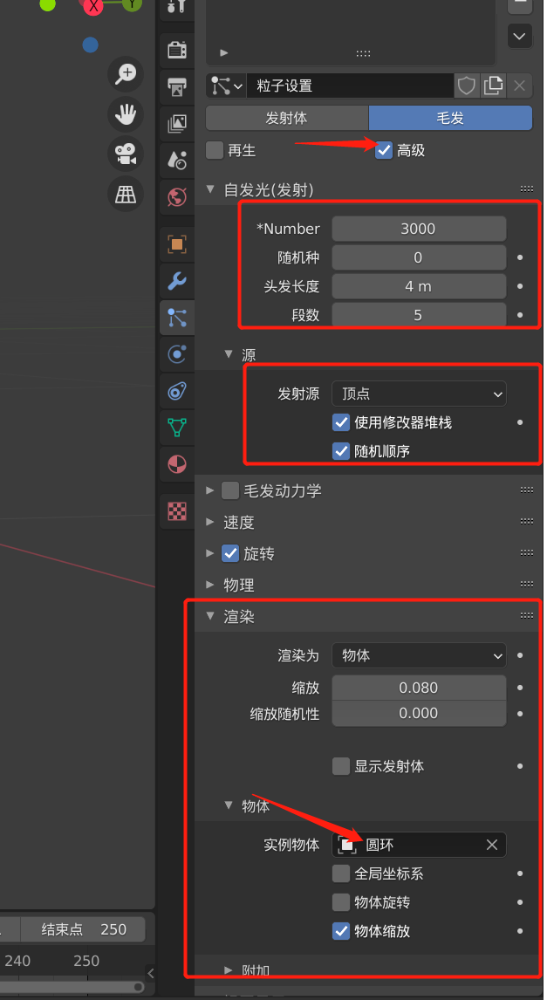 X
Y
粒子设置
发射体 毛发
再生 高级
自发光(发射)
*Number 3000
随机种 0
头发长度 4 m
段数 5
源
发射源 顶点
使用修改器堆栈
随机顺序
毛发动力学
速度
旋转
物理
渲染
渲染为 物体
缩放 0.080
缩放随机性 0.000
显示发射体
物体
实例物体 圆环
全局坐标系
物体旋转
物体缩放
结束点 250
240 250
附加